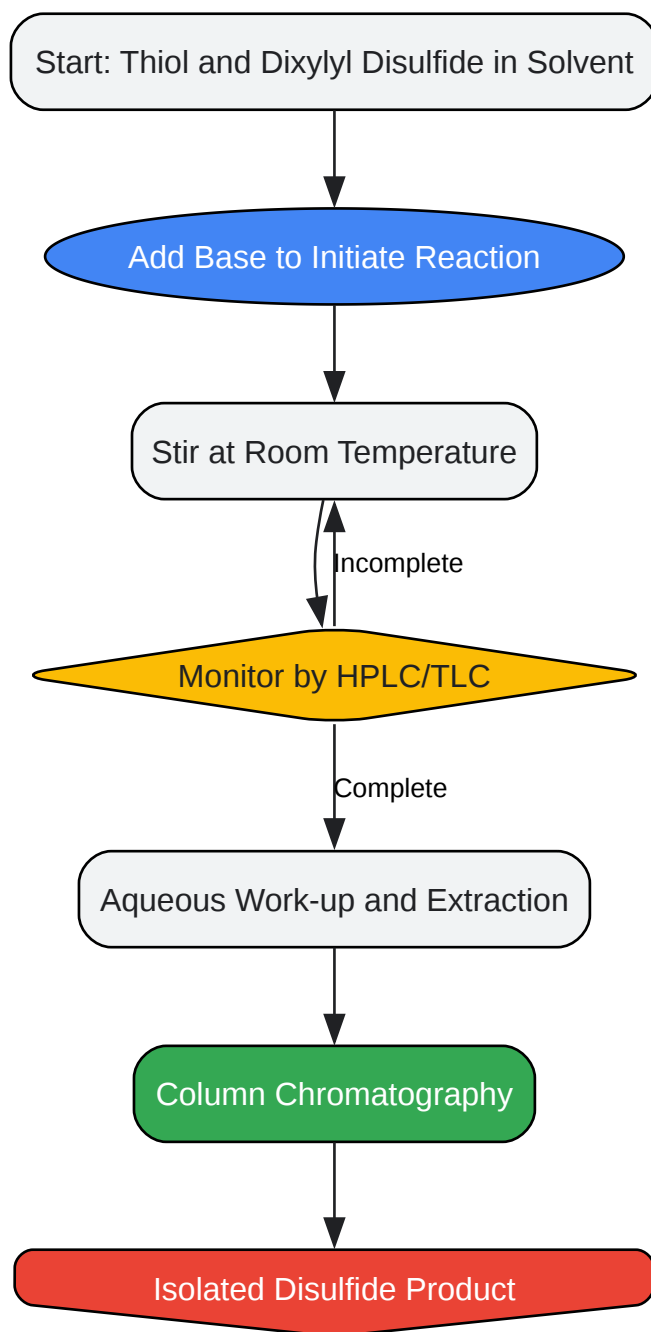 Start: Thiol and Dixylyl Disulfide in Solvent
Add Base to Initiate Reaction
Stir at Room Temperature
Incomplete
Monitor by HPLC/TLC
Complete
Aqueous Work-up and Extraction
Column Chromatography
Isolated Disulfide Product